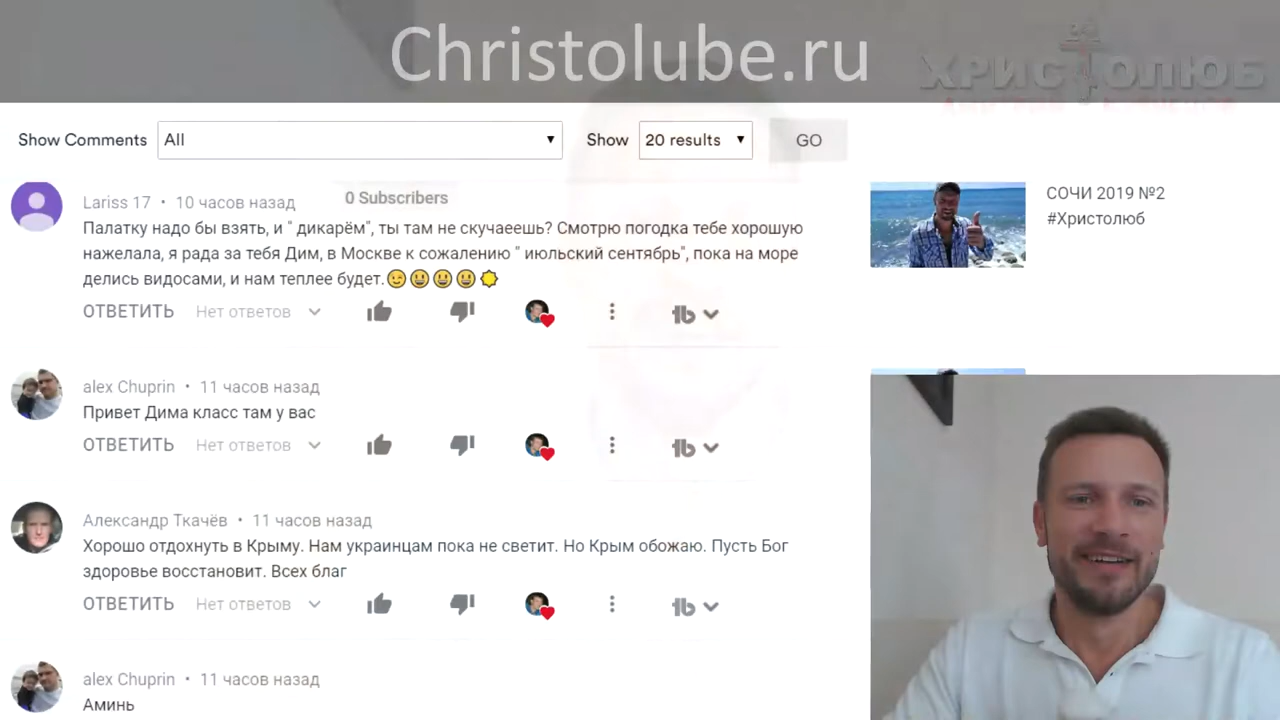 Christolube.ru
ХРИСТОЛЮБ
Show Comments All Show 20 results GO
Lariss 17 • 10 часов назад
0 Subscribers
Палатку надо бы взять, и " дикарём", ты там не скучаеешь? Смотрю погодка тебе хорошую
нажелала, я рада за тебя Дим, в Москве к сожалению " июльский сентябрь", пока на море
делись видосами, и нам теплее будет.😉😃😃😃☀
ОТВЕТИТЬ Нет ответов
СОЧИ 2019 №2
#Христолюб
alex Chuprin • 11 часов назад
Привет Дима класс там у вас
ОТВЕТИТЬ Нет ответов
Александр Ткачёв • 11 часов назад
Хорошо отдохнуть в Крыму. Нам украинцам пока не светит. Но Крым обожаю. Пусть Бог
здоровье восстановит. Всех благ
ОТВЕТИТЬ Нет ответов
alex Chuprin • 11 часов назад
Аминь